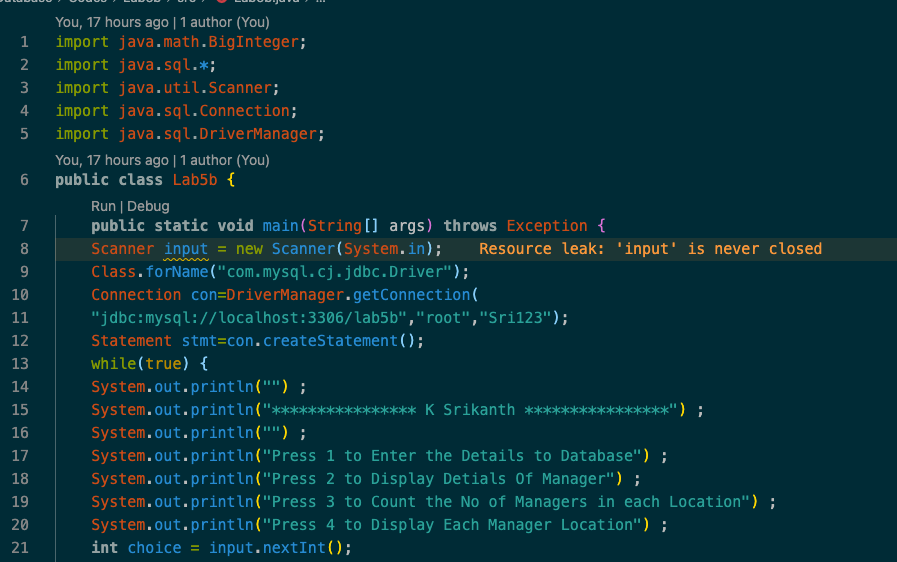 You, 17 hours ago | 1 author (You)
1 import java.math.BigInteger;
2 import java.sql.*;
3 import java.util.Scanner;
4 import java.sql.Connection;
5 import java.sql.DriverManager;
You, 17 hours ago | 1 author (You)
6 public class Lab5b {
Run | Debug
7 public static void main(String[] args) throws Exception {
8 Scanner input = new Scanner(System.in); Resource leak: 'input' is never closed
9 Class.forName("com.mysql.cj.jdbc.Driver");
10 Connection con=DriverManager.getConnection(
11 "jdbc:mysql://localhost:3306/lab5b","root","Sri123");
12 Statement stmt=con.createStatement();
13 while(true) {
14 System.out.println("") ;
15 System.out.println("**************** K Srikanth ****************") ;
16 System.out.println("") ;
17 System.out.println("Press 1 to Enter the Details to Database") ;
18 System.out.println("Press 2 to Display Detials Of Manager") ;
19 System.out.println("Press 3 to Count the No of Managers in each Location") ;
20 System.out.println("Press 4 to Display Each Manager Location") ;
21 int choice = input.nextInt();